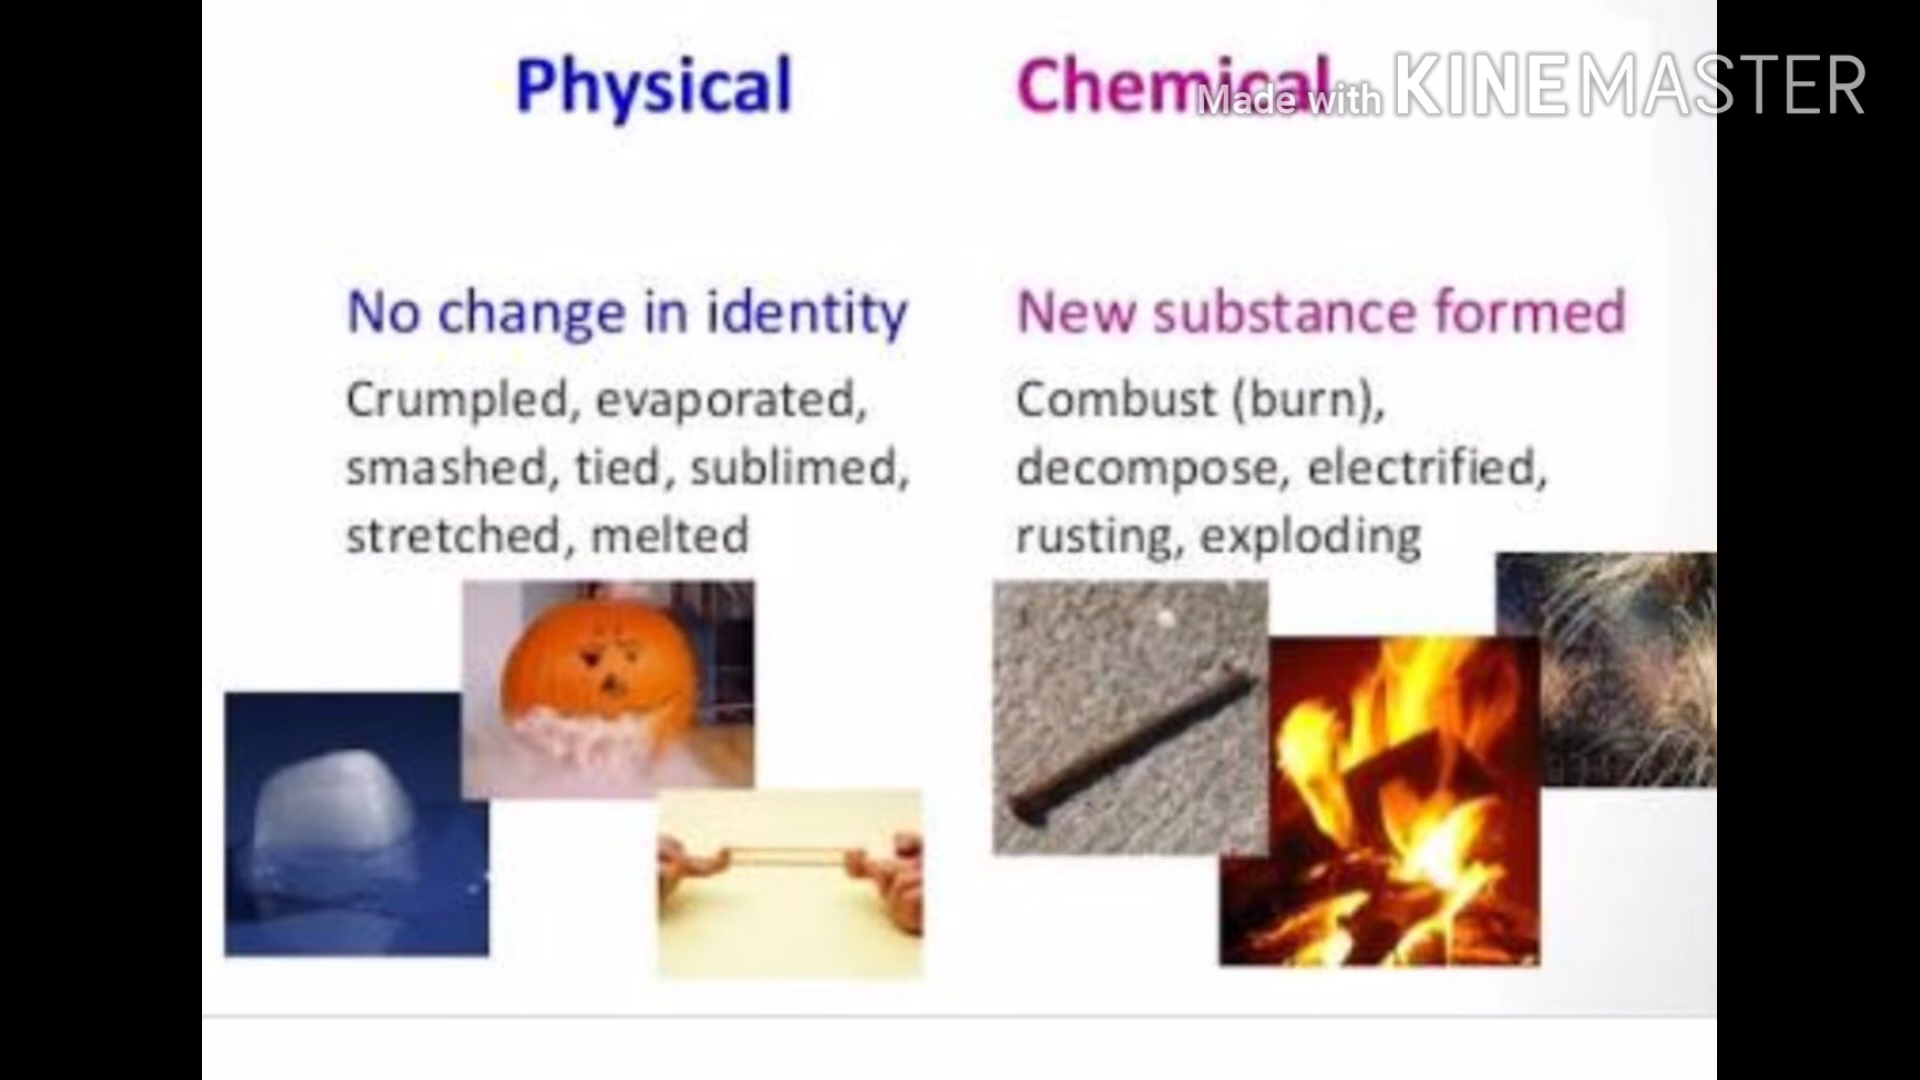 Physical
Chemical
Made with KINEMASTER
No change in identity
Crumpled, evaporated,
smashed, tied, sublimed,
stretched, melted
New substance formed
Combust (burn),
decompose, electrified,
rusting, exploding